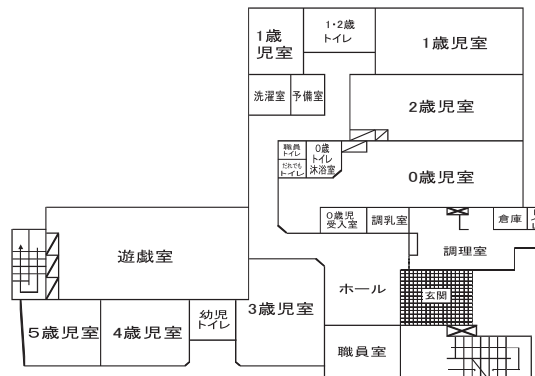 1歳
児室
1・2歳
トイレ
1歳児室
洗濯室
予備室
2歳児室
職員
トイレ
だれでも
トイレ
0歳
トイレ
沐浴室
0歳児室
0歳児
受入室
調乳室
倉庫
調理室
遊戯室
ホール
玄関
5歳児室
4歳児室
幼児
トイレ
3歳児室
職員室